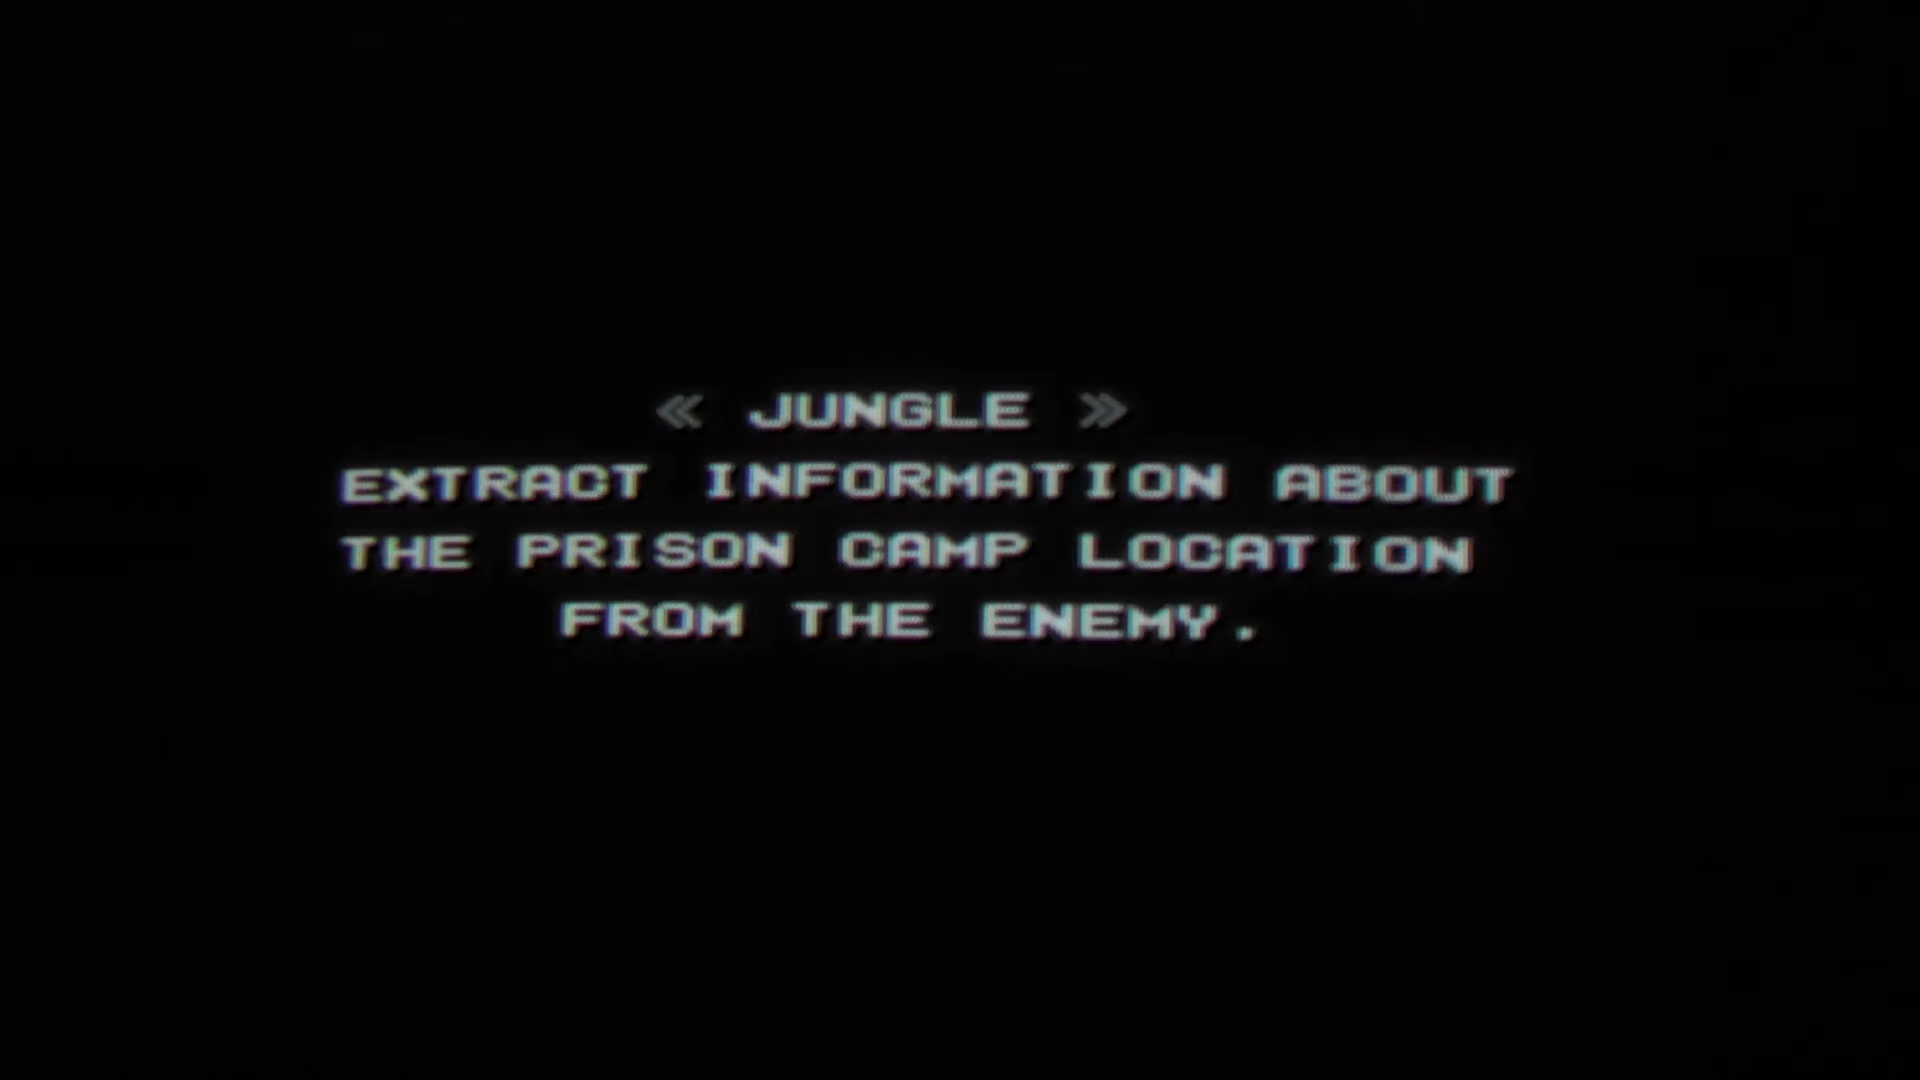 « JUNGLE »
EXTRACT INFORMATION ABOUT
THE PRISON CAMP LOCATION
FROM THE ENEMY.